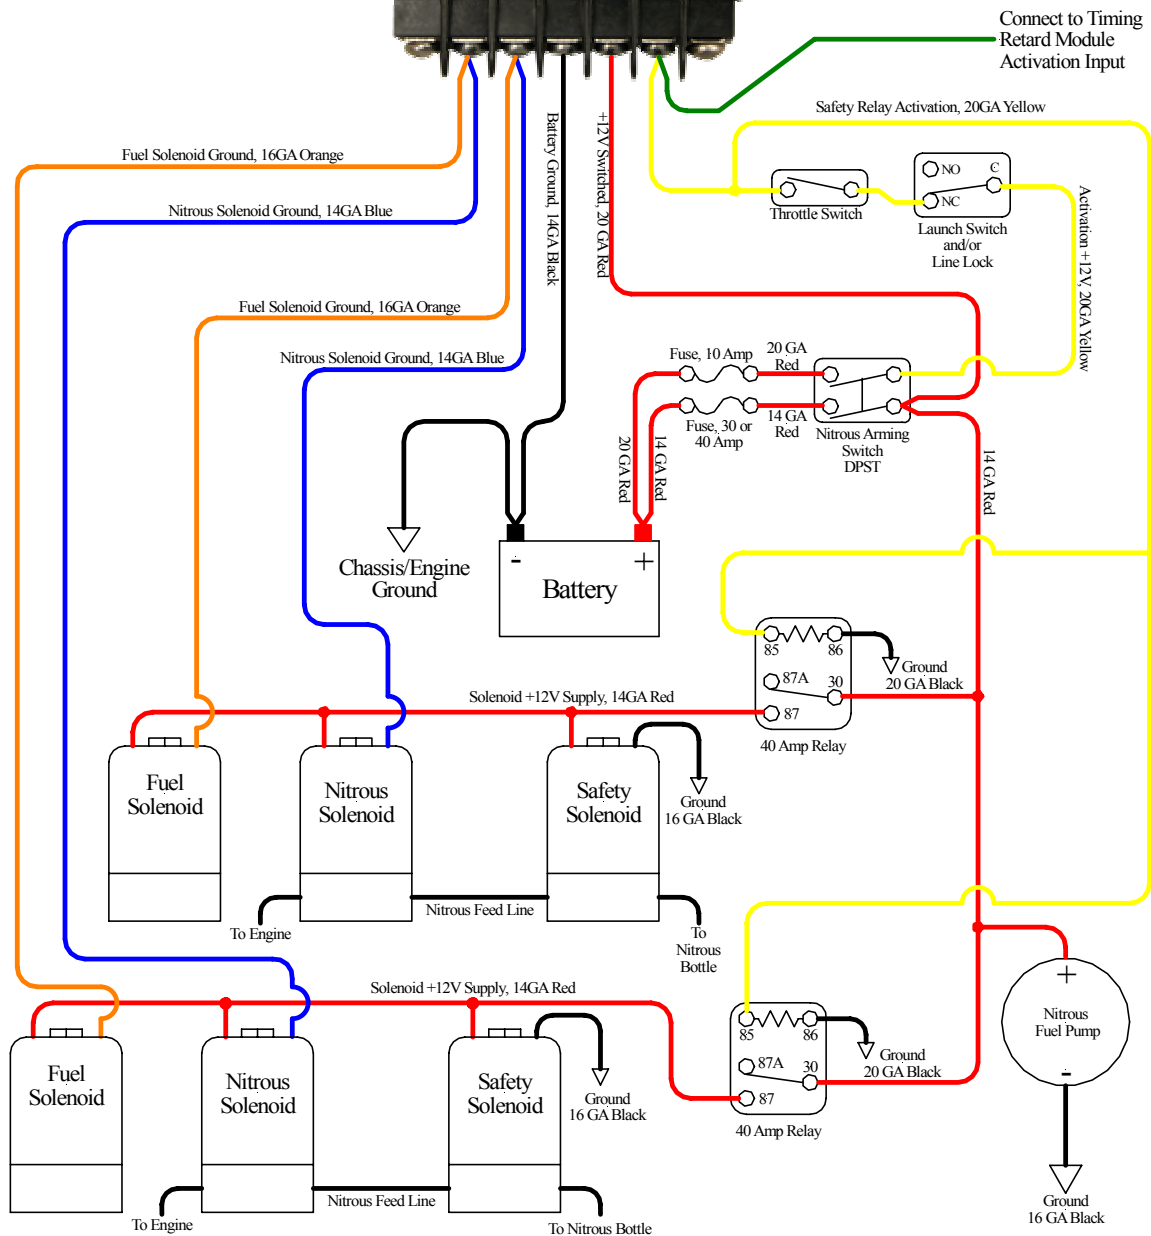 Connect to Timing
Retard Module
Activation Input
Safety Relay Activation, 20GA Yellow
Fuel Solenoid Ground, 16GA Orange
Battery Ground, 14GA Black
+12V Switched, 20 GA Red
NO
C
NC
Throttle Switch
Launch Switch
and/or
Line Lock
Activation +12V, 20GA Yellow
Nitrous Solenoid Ground, 14GA Blue
Fuel Solenoid Ground, 16GA Orange
Nitrous Solenoid Ground, 14GA Blue
Fuse, 10 Amp
20 GA
Red
Fuse, 30 or
40 Amp
14 GA
Red
Nitrous Arming
Switch
DPST
20 GA Red
14 GA Red
14 GA Red
Chassis/Engine
Ground
-
+
Battery
85
86
87A
30
87
Ground
20 GA Black
40 Amp Relay
Solenoid +12V Supply, 14GA Red
Fuel
Solenoid
Nitrous
Solenoid
Safety
Solenoid
Ground
16 GA Black
Nitrous Feed Line
To Engine
To
Nitrous
Bottle
Solenoid +12V Supply, 14GA Red
85
86
87A
30
87
Ground
20 GA Black
40 Amp Relay
+
Nitrous
Fuel Pump
-
Ground
16 GA Black
Fuel
Solenoid
Nitrous
Solenoid
Safety
Solenoid
Ground
16 GA Black
Nitrous Feed Line
To Engine
To Nitrous Bottle